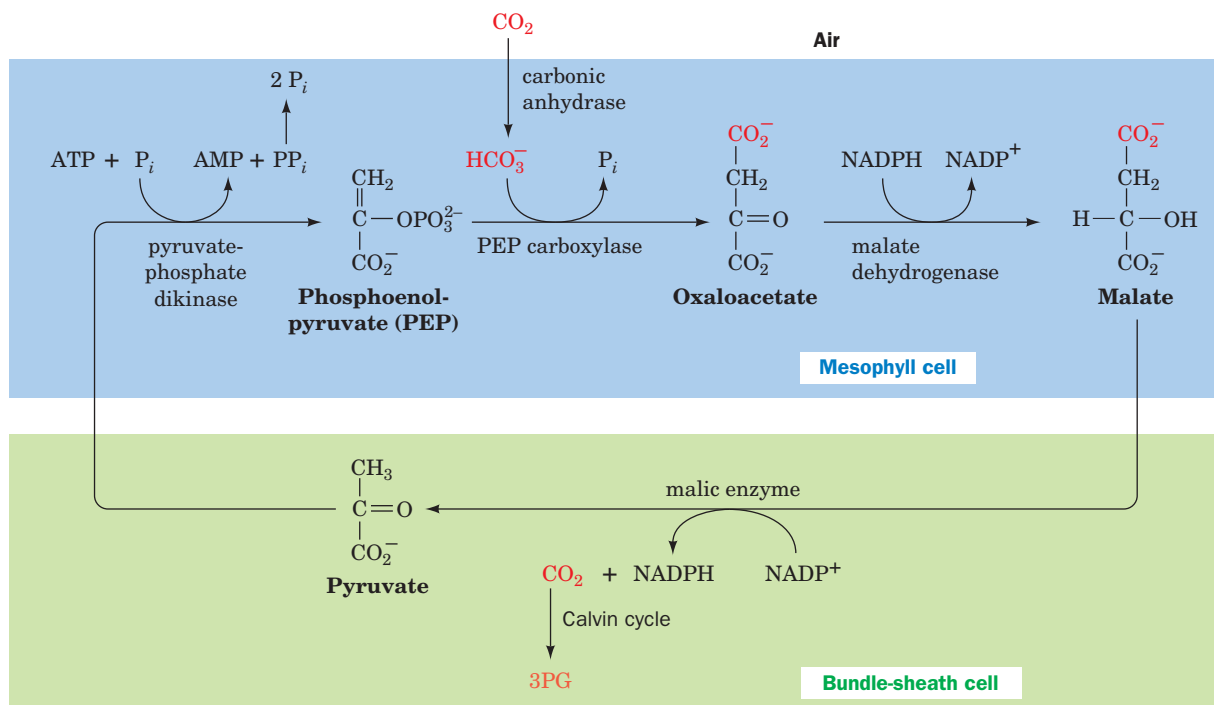 CO₂
Air
carbonic
anhydrase
2 Pᵢ
ATP + Pᵢ
AMP + PPᵢ
HCO₃⁻
Pᵢ
CH₂
C—OPO₃²⁻
CO₂⁻
Phosphoenol-
pyruvate (PEP)
pyruvate-
phosphate
dikinase
PEP carboxylase
CO₂⁻
CH₂
C=O
CO₂⁻
Oxaloacetate
NADPH
NADP⁺
malate
dehydrogenase
CO₂⁻
CH₂
H—C—OH
CO₂⁻
Malate
Mesophyll cell
CH₃
C=O
CO₂⁻
Pyruvate
malic enzyme
CO₂ + NADPH
NADP⁺
Calvin cycle
3PG
Bundle-sheath cell